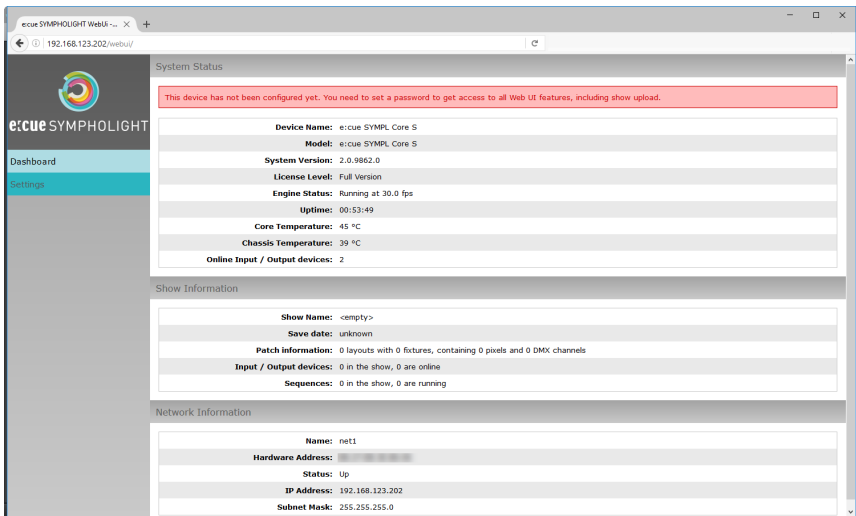 e:cue SYMPHOLIGHT WebUi -...
192.168.123.202/webui/
e:cue SYMPHOLIGHT
Dashboard
Settings
System Status
This device has not been configured yet. You need to set a password to get access to all Web UI features, including show upload.
Device Name: e:cue SYMPL Core S
Model: e:cue SYMPL Core S
System Version: 2.0.9862.0
License Level: Full Version
Engine Status: Running at 30.0 fps
Uptime: 00:53:49
Core Temperature: 45 °C
Chassis Temperature: 39 °C
Online Input / Output devices: 2
Show Information
Show Name: <empty>
Save date: unknown
Patch information: 0 layouts with 0 fixtures, containing 0 pixels and 0 DMX channels
Input / Output devices: 0 in the show, 0 are online
Sequences: 0 in the show, 0 are running
Network Information
Name: net1
Hardware Address:
Status: Up
IP Address: 192.168.123.202
Subnet Mask: 255.255.255.0